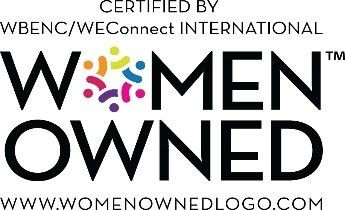 CERTIFIED BY
WBENC/WEConnect INTERNATIONAL
WOMEN™
OWNED
WWW.WOMENOWNEDLOGO.COM